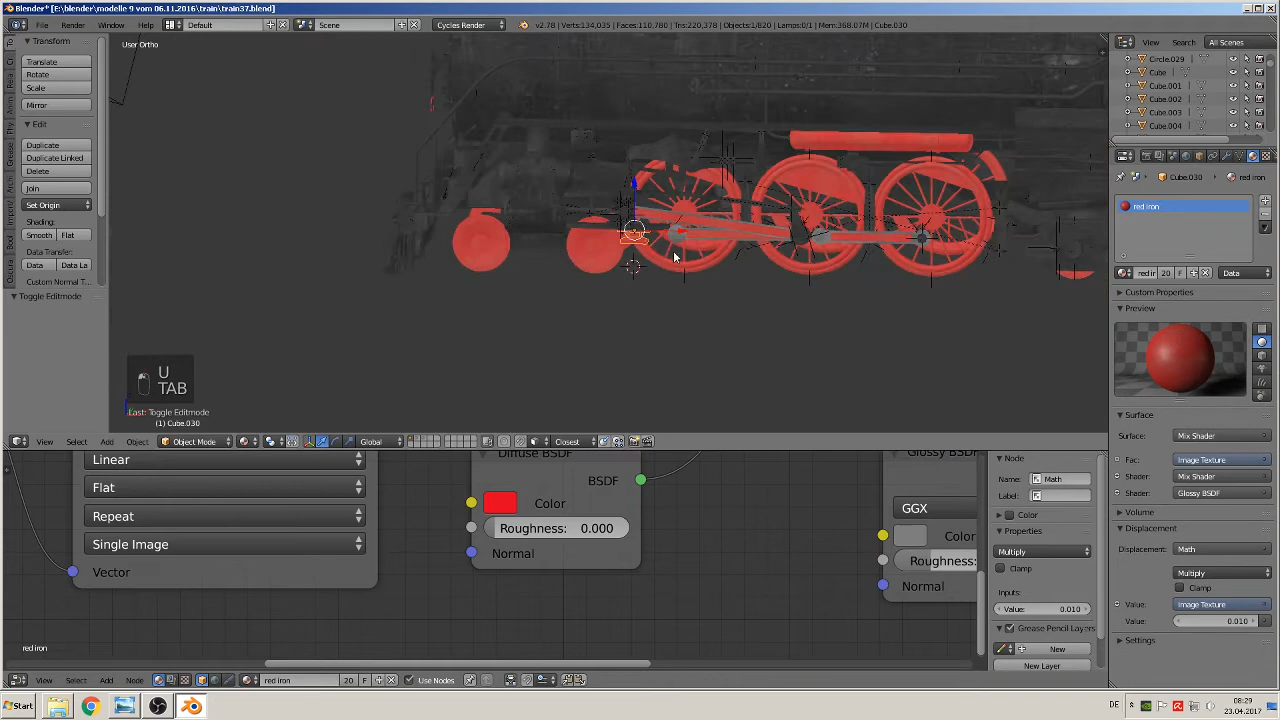 Blender* [E:\blender\modelle 9 vom 06.11.2016\train\train37.blend]
File Render Window Help Default Scene Cycles Render v2.78 | Verts:134,035 | Faces:110,780 | Tris:220,378 | Objects:1/820 | Lamps:0/1 | Mem:368.07M | Cube.030
Transform
Translate
Rotate
Scale
Mirror
Edit
Duplicate
Duplicate Linked
Delete
Join
Set Origin
Shading:
Smooth Flat
Data Transfer:
Data Data La
Custom Normal T...
Toggle Editmode
User Ortho
U
TAB
Last: Toggle Editmode
(1) Cube.030
View Select Add Object Object Mode Global Closest
View Search All Scenes
Circle.029
Cube
Cube.001
Cube.002
Cube.003
Cube.004
Cube.030 red iron
red iron
red ir 20 F Data
Custom Properties
Preview
Surface
Surface: Mix Shader
Fac: Image Texture
Shader: Mix Shader
Shader: Glossy BSDF
Volume
Displacement
Displacement: Math
Multiply
Clamp
Value: Image Texture
Value: 0.010
Settings
Linear
Flat
Repeat
Single Image
Vector
Diffuse BSDF
BSDF
Color
Roughness: 0.000
Normal
Glossy BSDF
GGX
Color
Roughness:
Normal
Node
Name: Math
Label:
Color
Properties
Multiply
Clamp
Inputs:
Value: 0.010
Grease Pencil Layers
New
New Layer
red iron
View Select Add Node red iron 20 F Use Nodes
Start DE 08:29
23.04.2017